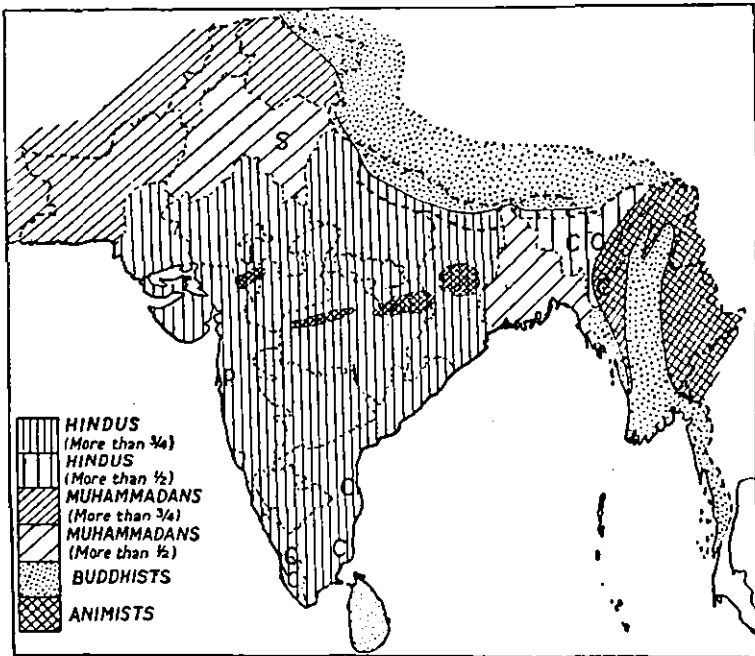 S
C O
P
HINDUS
(More than ¾)
HINDUS
(More than ½)
MUHAMMADANS
(More than ¾)
MUHAMMADANS
(More than ½)
BUDDHISTS
ANIMISTS
C
C